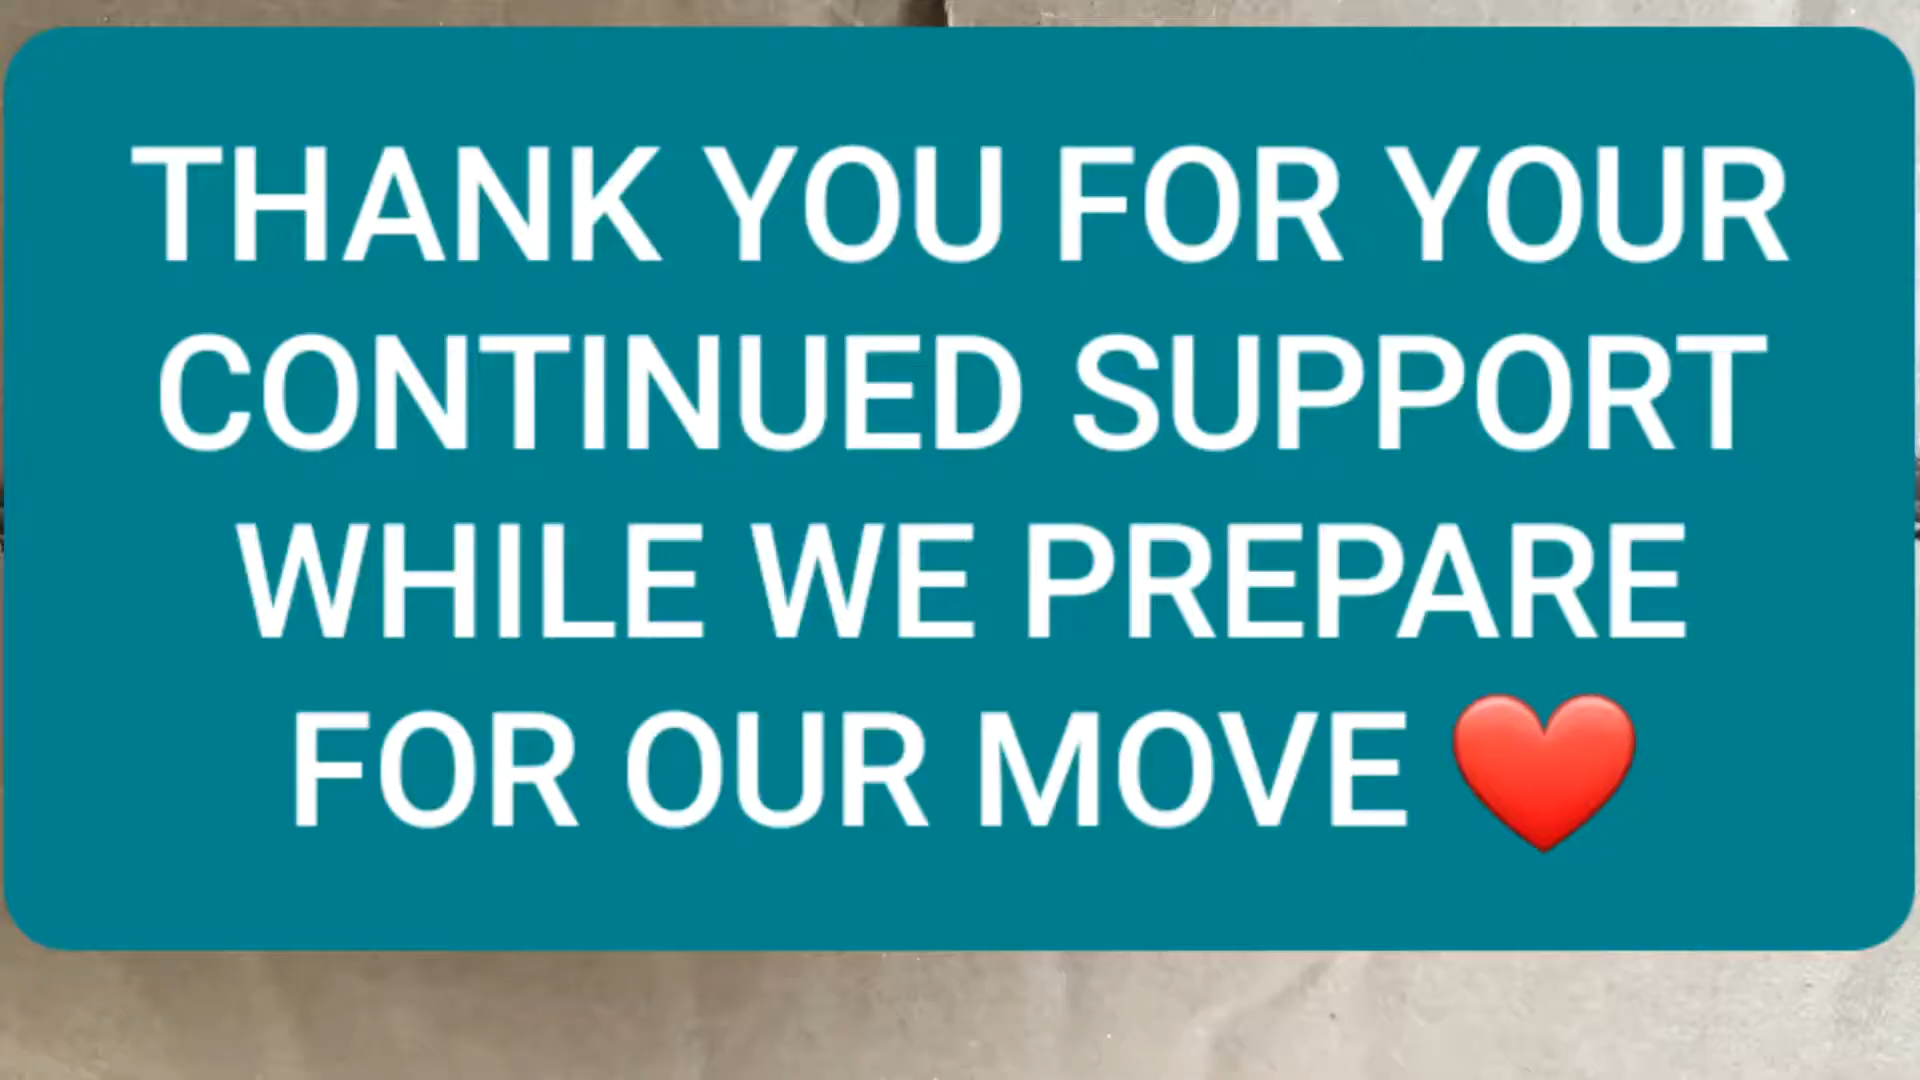 THANK YOU FOR YOUR
CONTINUED SUPPORT
WHILE WE PREPARE
FOR OUR MOVE ❤️